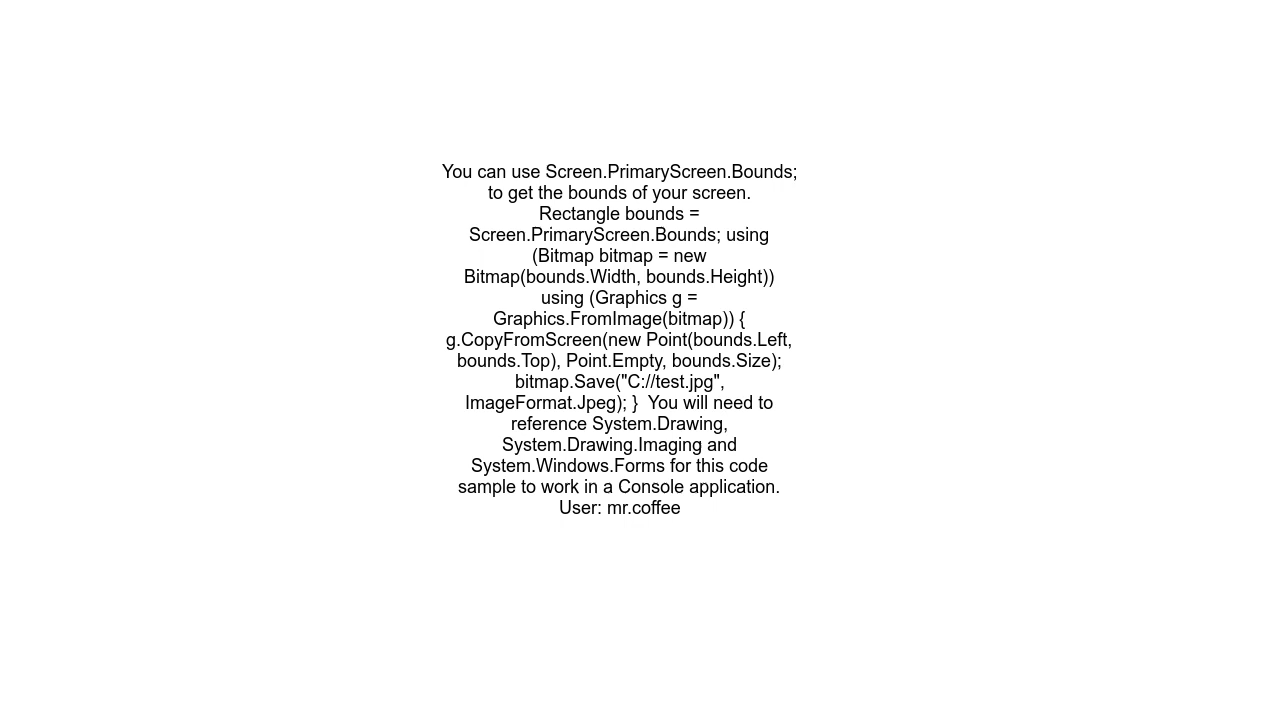 You can use Screen.PrimaryScreen.Bounds;
to get the bounds of your screen.
Rectangle bounds =
Screen.PrimaryScreen.Bounds; using
(Bitmap bitmap = new
Bitmap(bounds.Width, bounds.Height))
using (Graphics g =
Graphics.FromImage(bitmap)) {
g.CopyFromScreen(new Point(bounds.Left,
bounds.Top), Point.Empty, bounds.Size);
bitmap.Save("C://test.jpg",
ImageFormat.Jpeg); }  You will need to
reference System.Drawing,
System.Drawing.Imaging and
System.Windows.Forms for this code
sample to work in a Console application.
User: mr.coffee